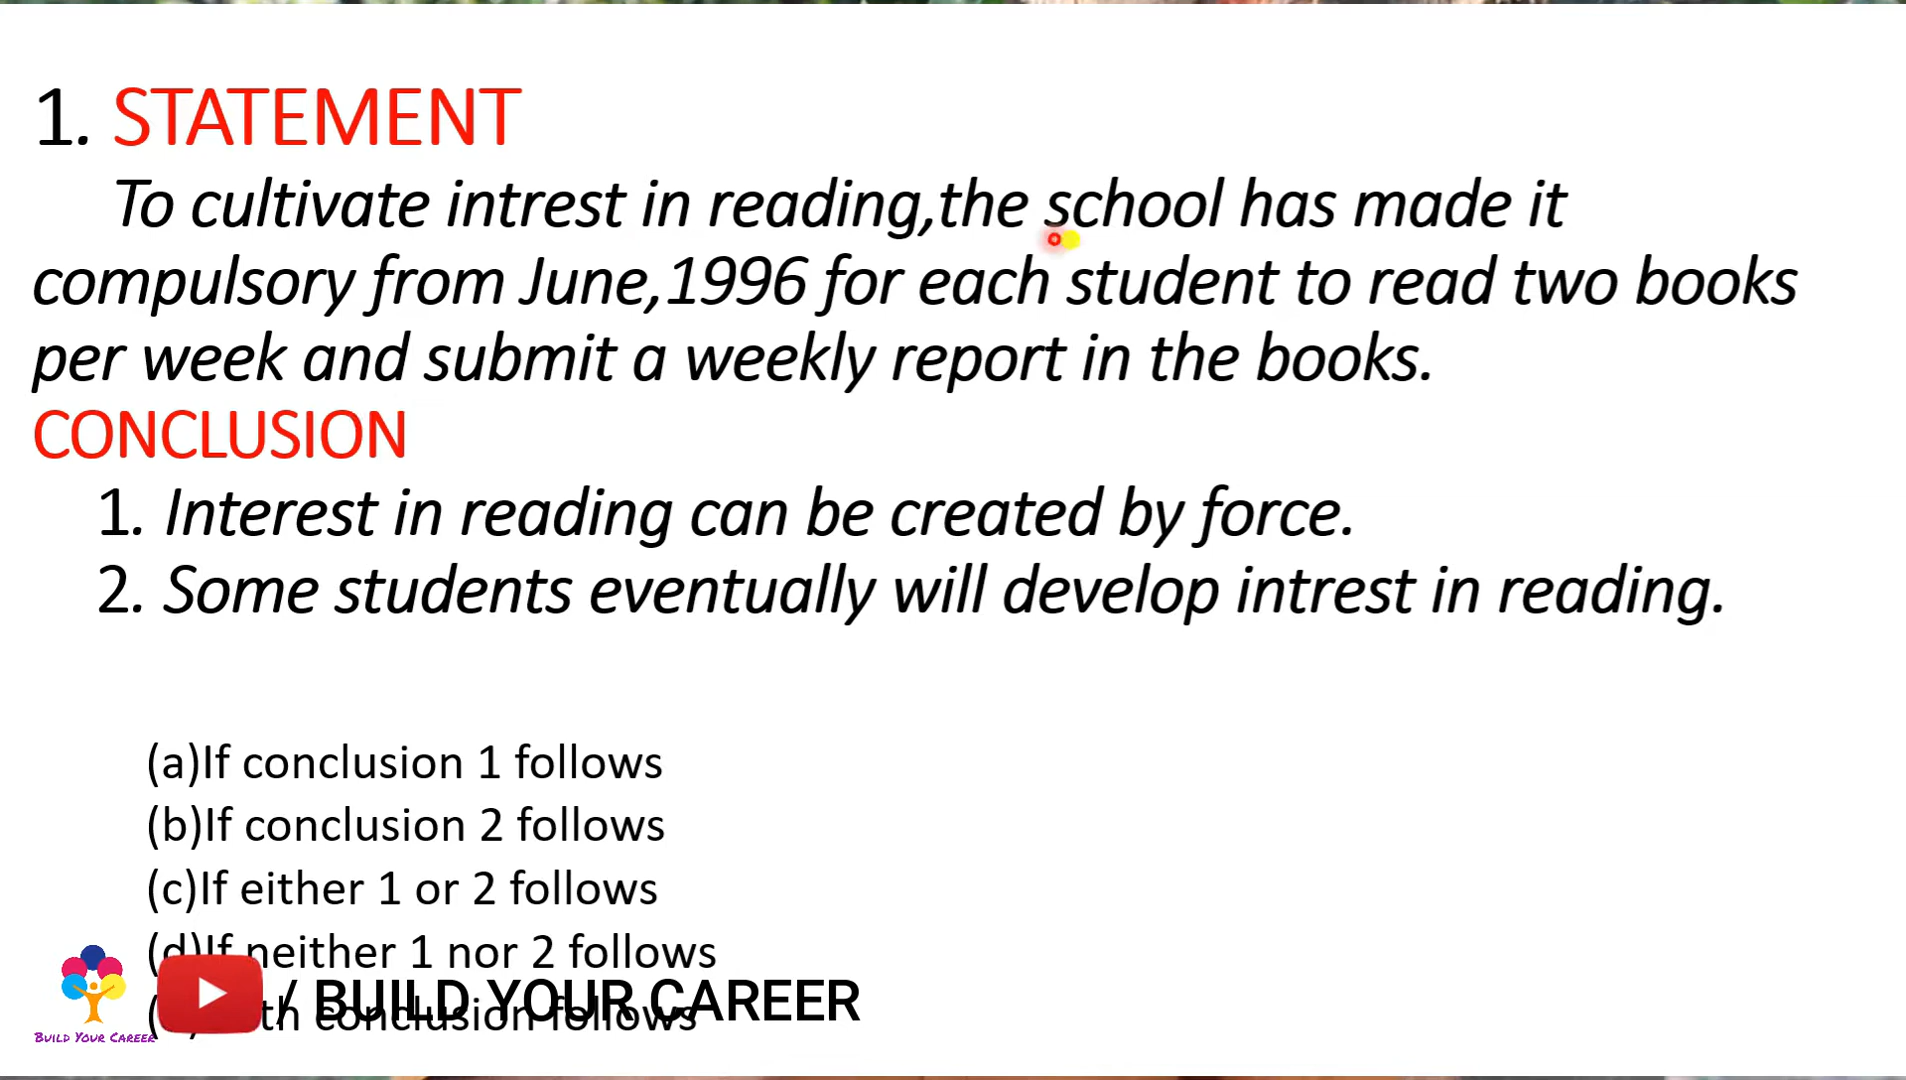 1. STATEMENT
To cultivate intrest in reading,the school has made it
compulsory from June,1996 for each student to read two books
per week and submit a weekly report in the books.
CONCLUSION
1. Interest in reading can be created by force.
2. Some students eventually will develop intrest in reading.
(a)If conclusion 1 follows
(b)If conclusion 2 follows
(c)If either 1 or 2 follows
(d)If neither 1 nor 2 follows
/ BUILD YOUR CAREER
conclusion follows
BUILD YOUR CAREER